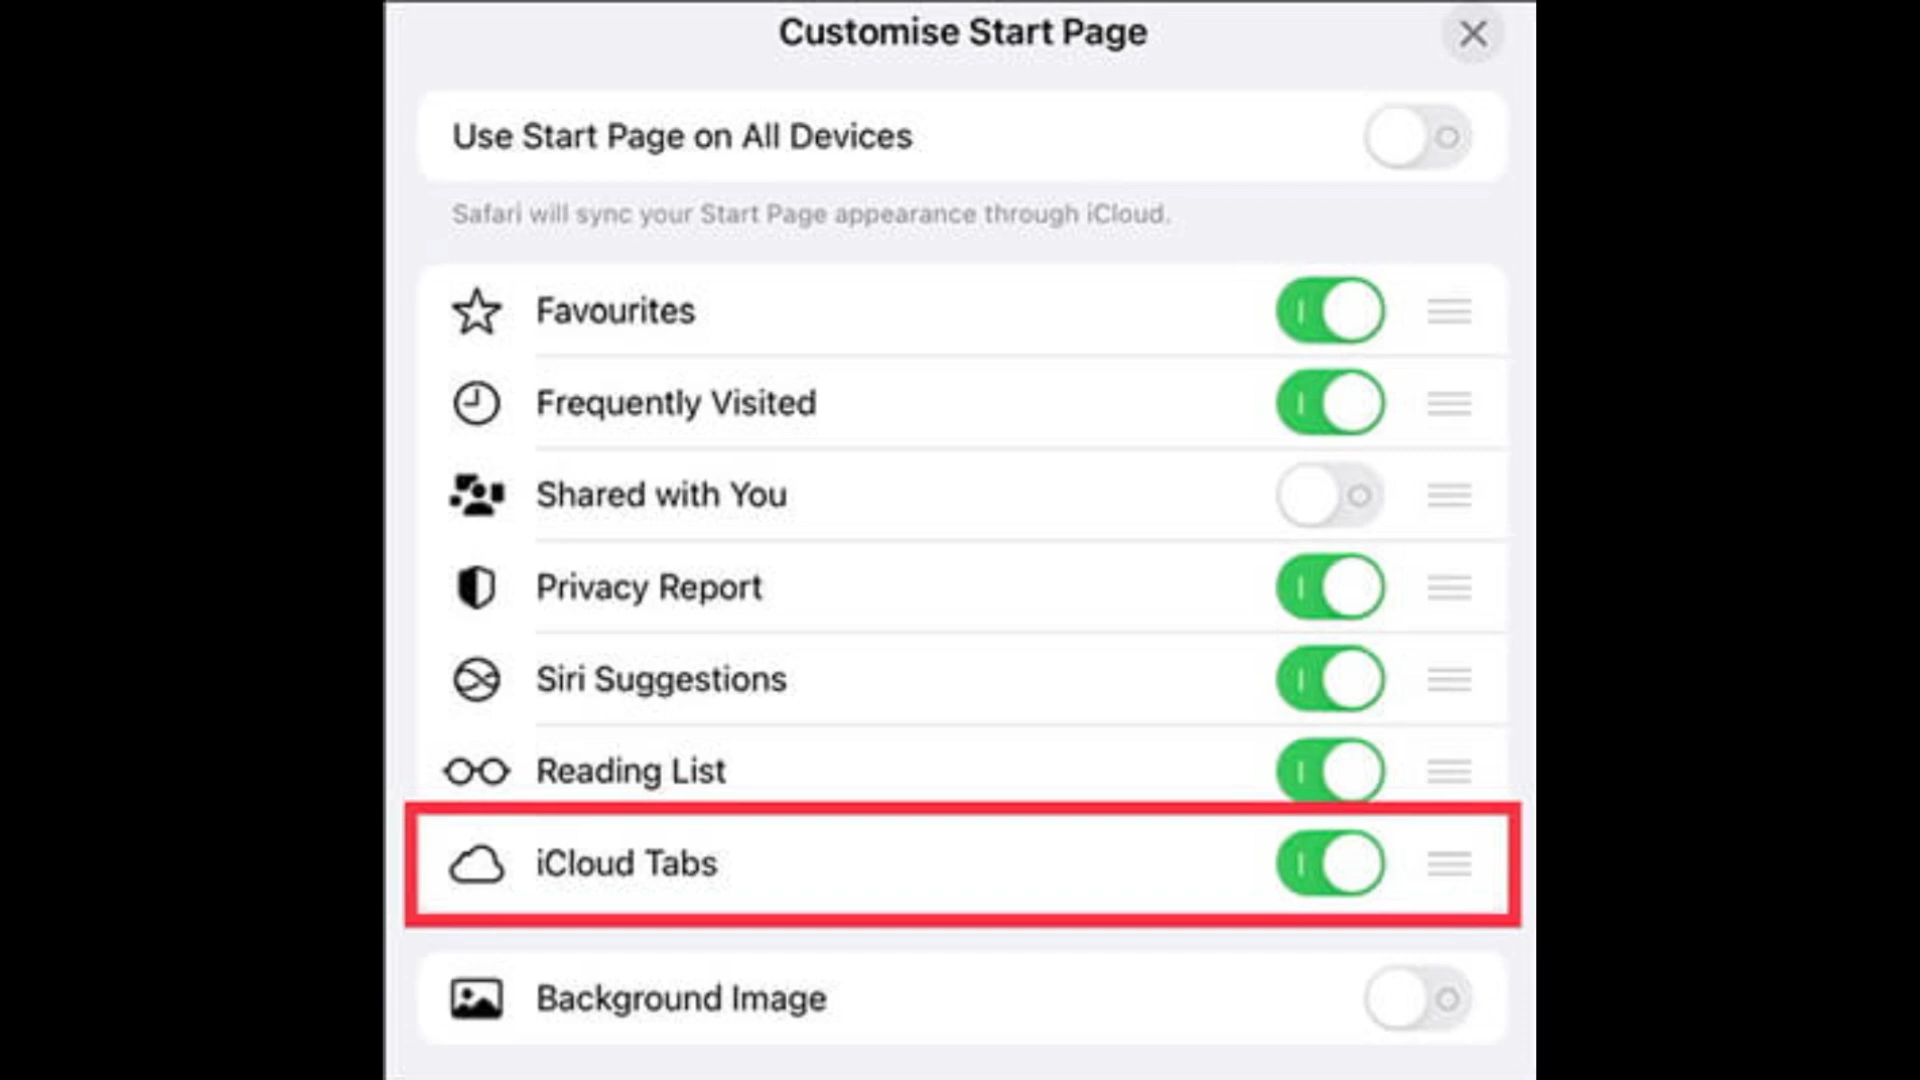 Customise Start Page
Use Start Page on All Devices
Safari will sync your Start Page appearance through iCloud.
Favourites
Frequently Visited
Shared with You
Privacy Report
Siri Suggestions
Reading List
iCloud Tabs
Background Image